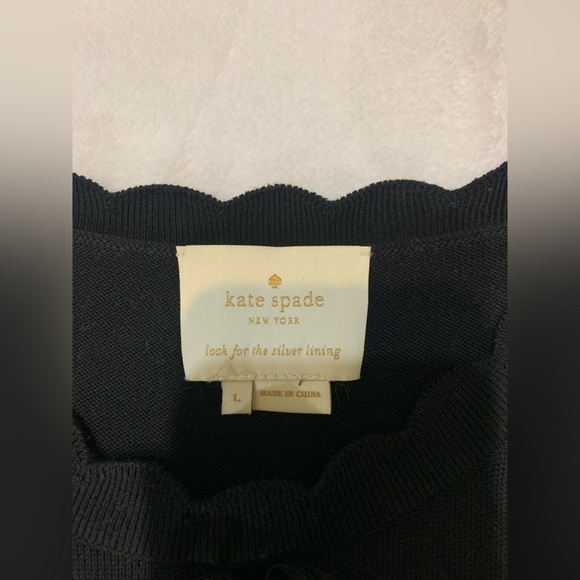 kate spade
NEW YORK
look for the silver lining
L
MADE IN CHINA